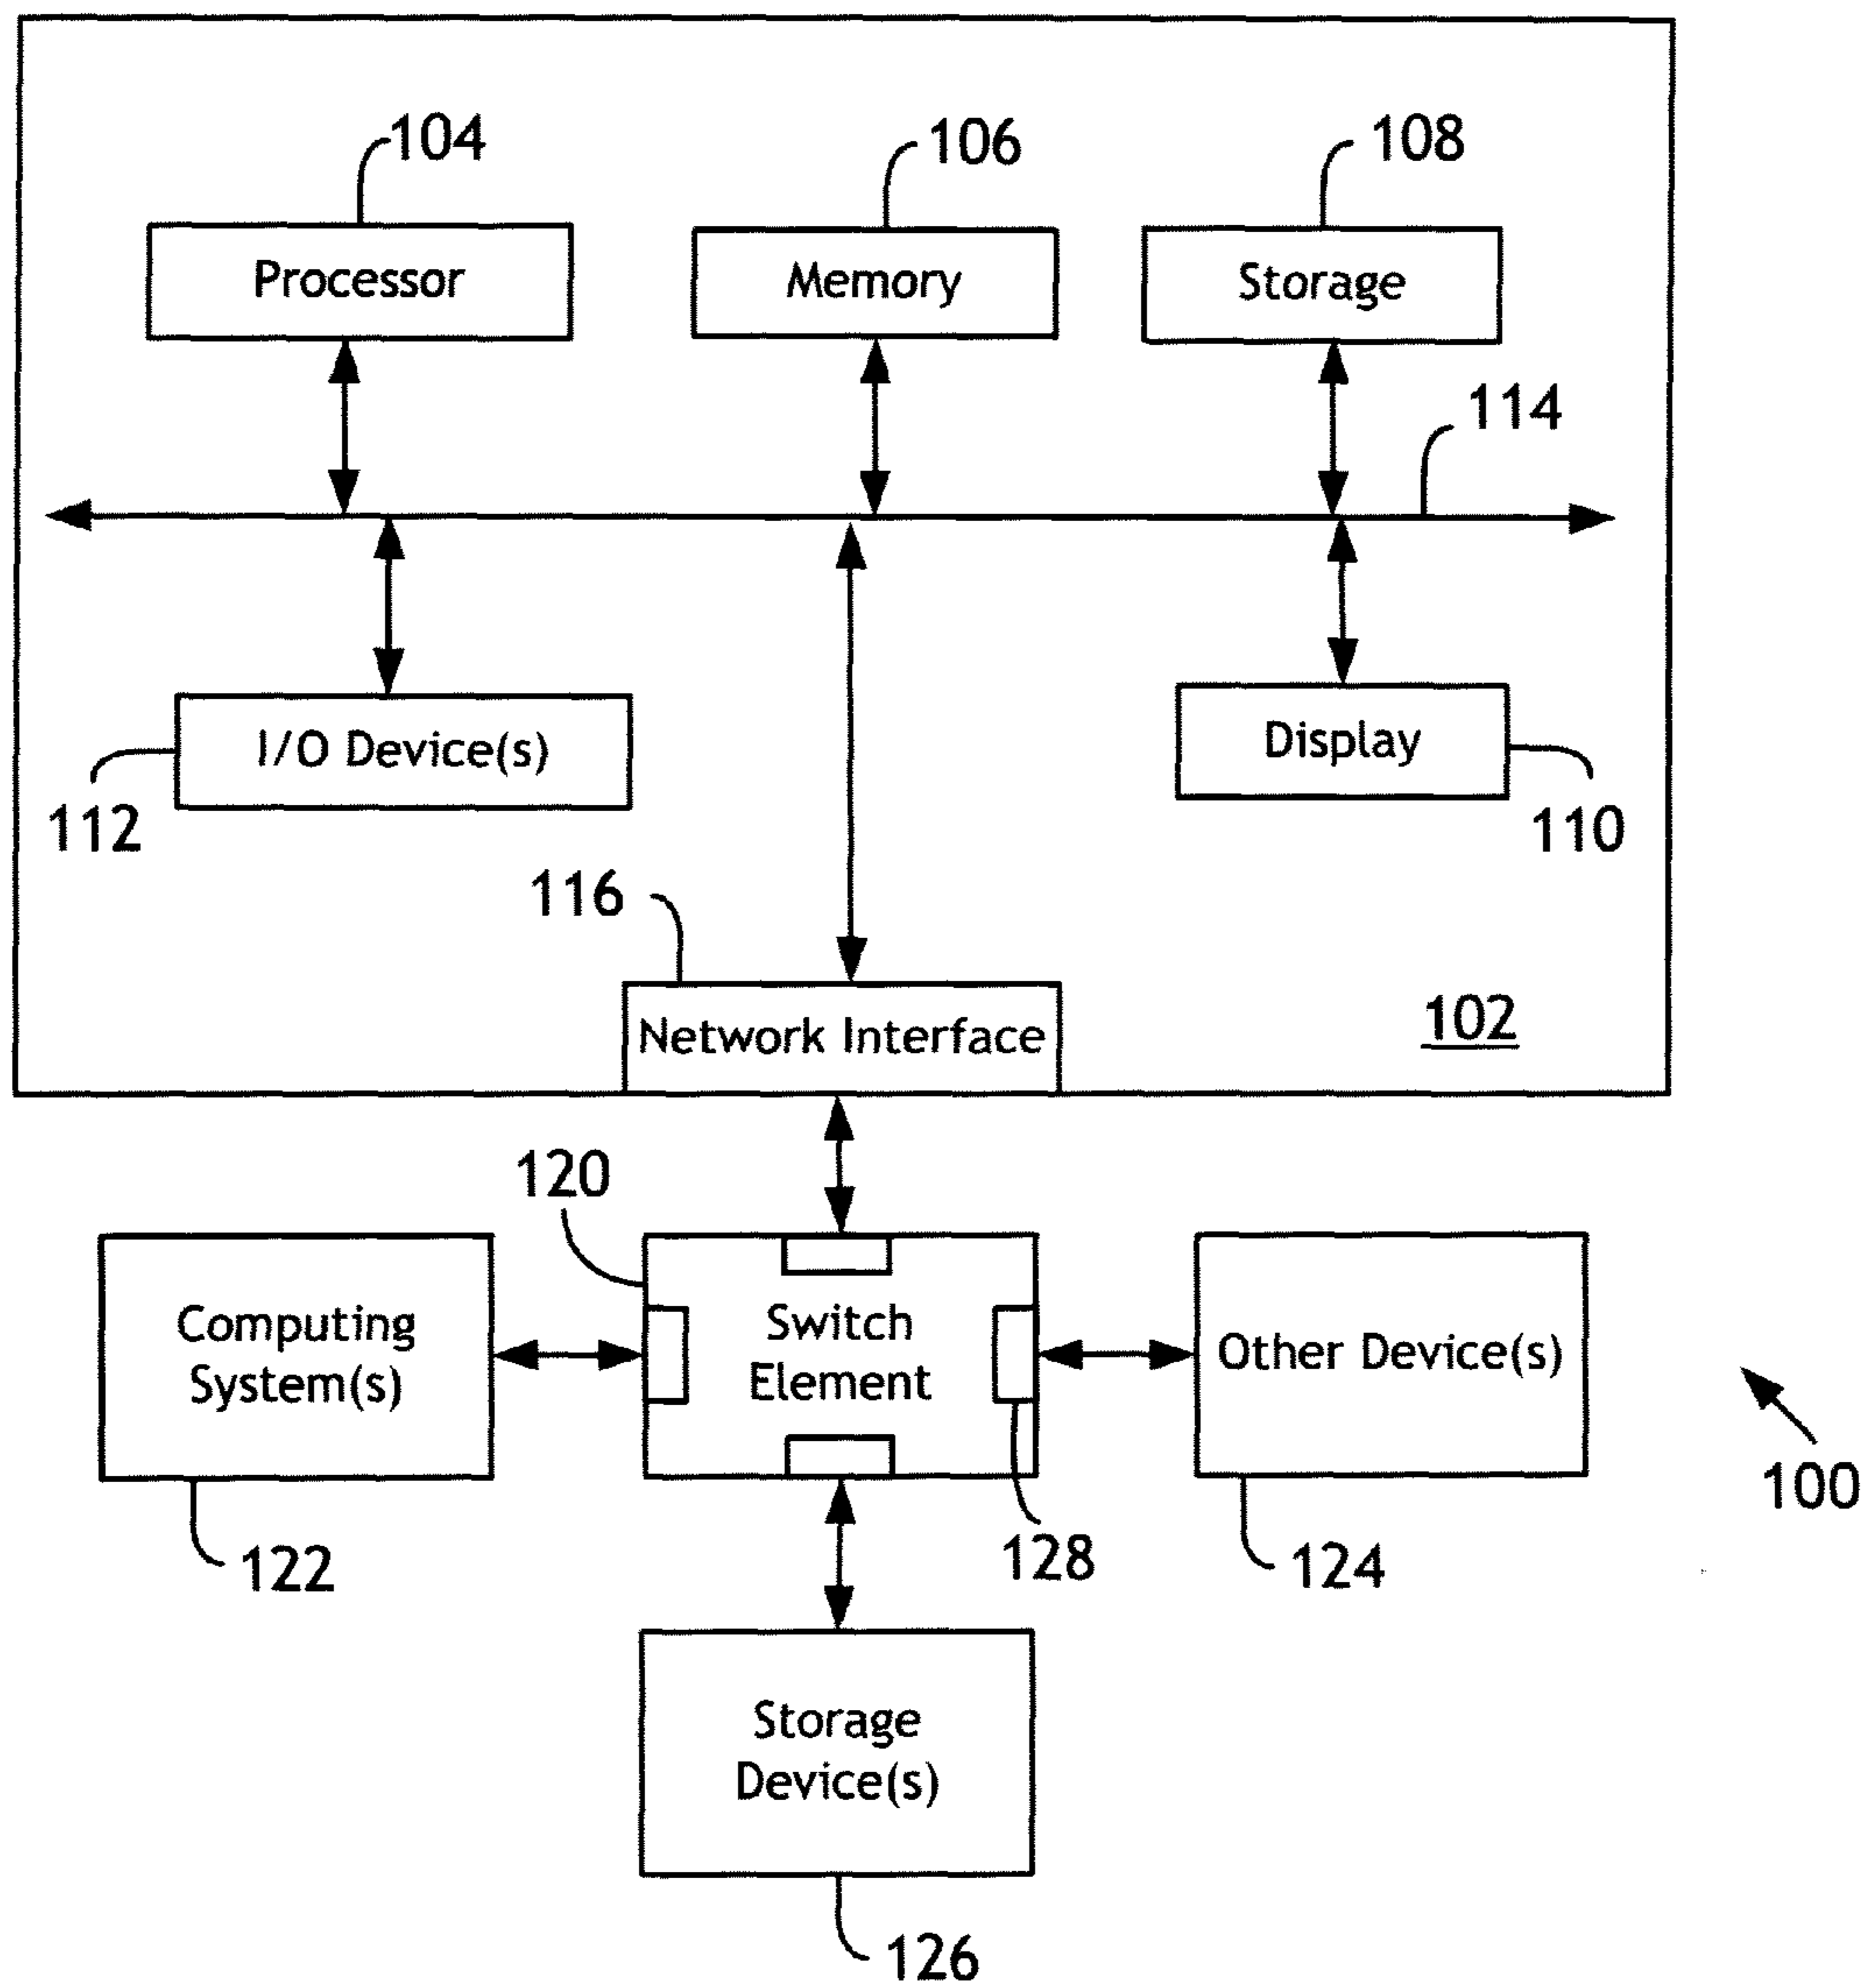 104
106
108
Processor
Memory
Storage
114
I/O Device(s)
Display
112
110
116
Network Interface
102
120
Computing
System(s)
Switch
Element
Other Device(s)
100
122
128
124
Storage
Device(s)
126